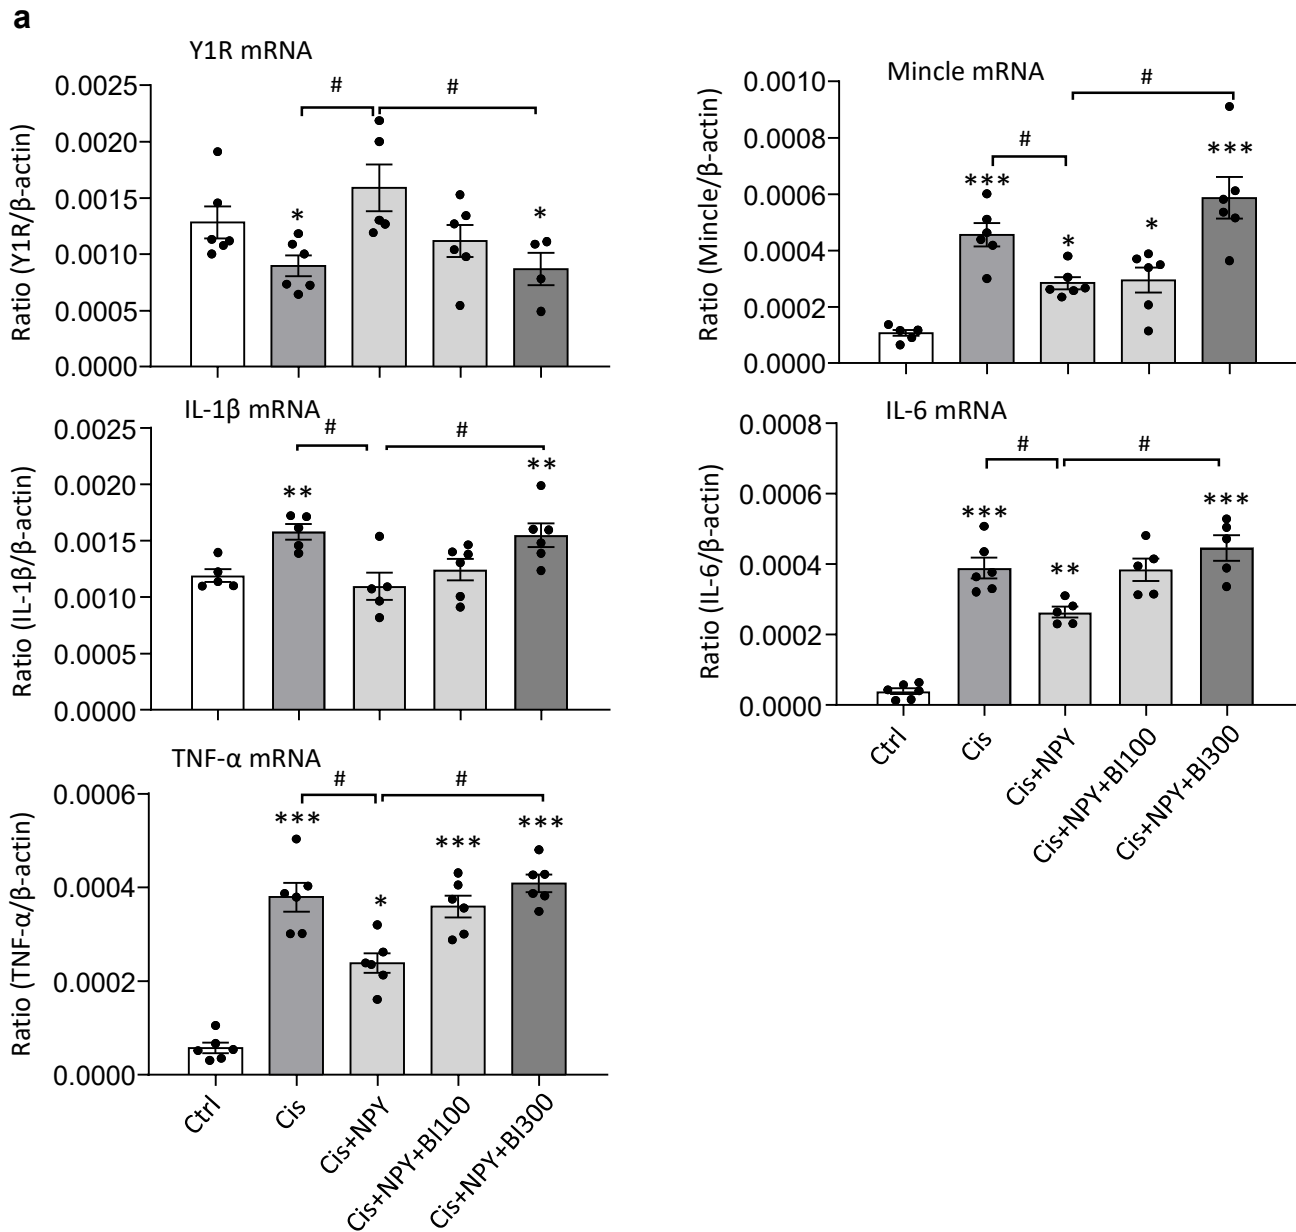 a
Y1R mRNA
Ratio (Y1R/β-actin)
0.0025
0.0020
0.0015
0.0010
0.0005
0.0000
# #
* *
Mincle mRNA
Ratio (Mincle/β-actin)
0.0010
0.0008
0.0006
0.0004
0.0002
0.0000
# #
*** * * ***
IL-1β mRNA
Ratio (IL-1β/β-actin)
0.0025
0.0020
0.0015
0.0010
0.0005
0.0000
# #
** **
IL-6 mRNA
Ratio (IL-6/β-actin)
0.0008
0.0006
0.0004
0.0002
0.0000
# #
*** ** ***
Ctrl
Cis
Cis+NPY
Cis+NPY+BI100
Cis+NPY+BI300
TNF-α mRNA
Ratio (TNF-α/β-actin)
0.0006
0.0004
0.0002
0.0000
# #
*** * *** ***
Ctrl
Cis
Cis+NPY
Cis+NPY+BI100
Cis+NPY+BI300